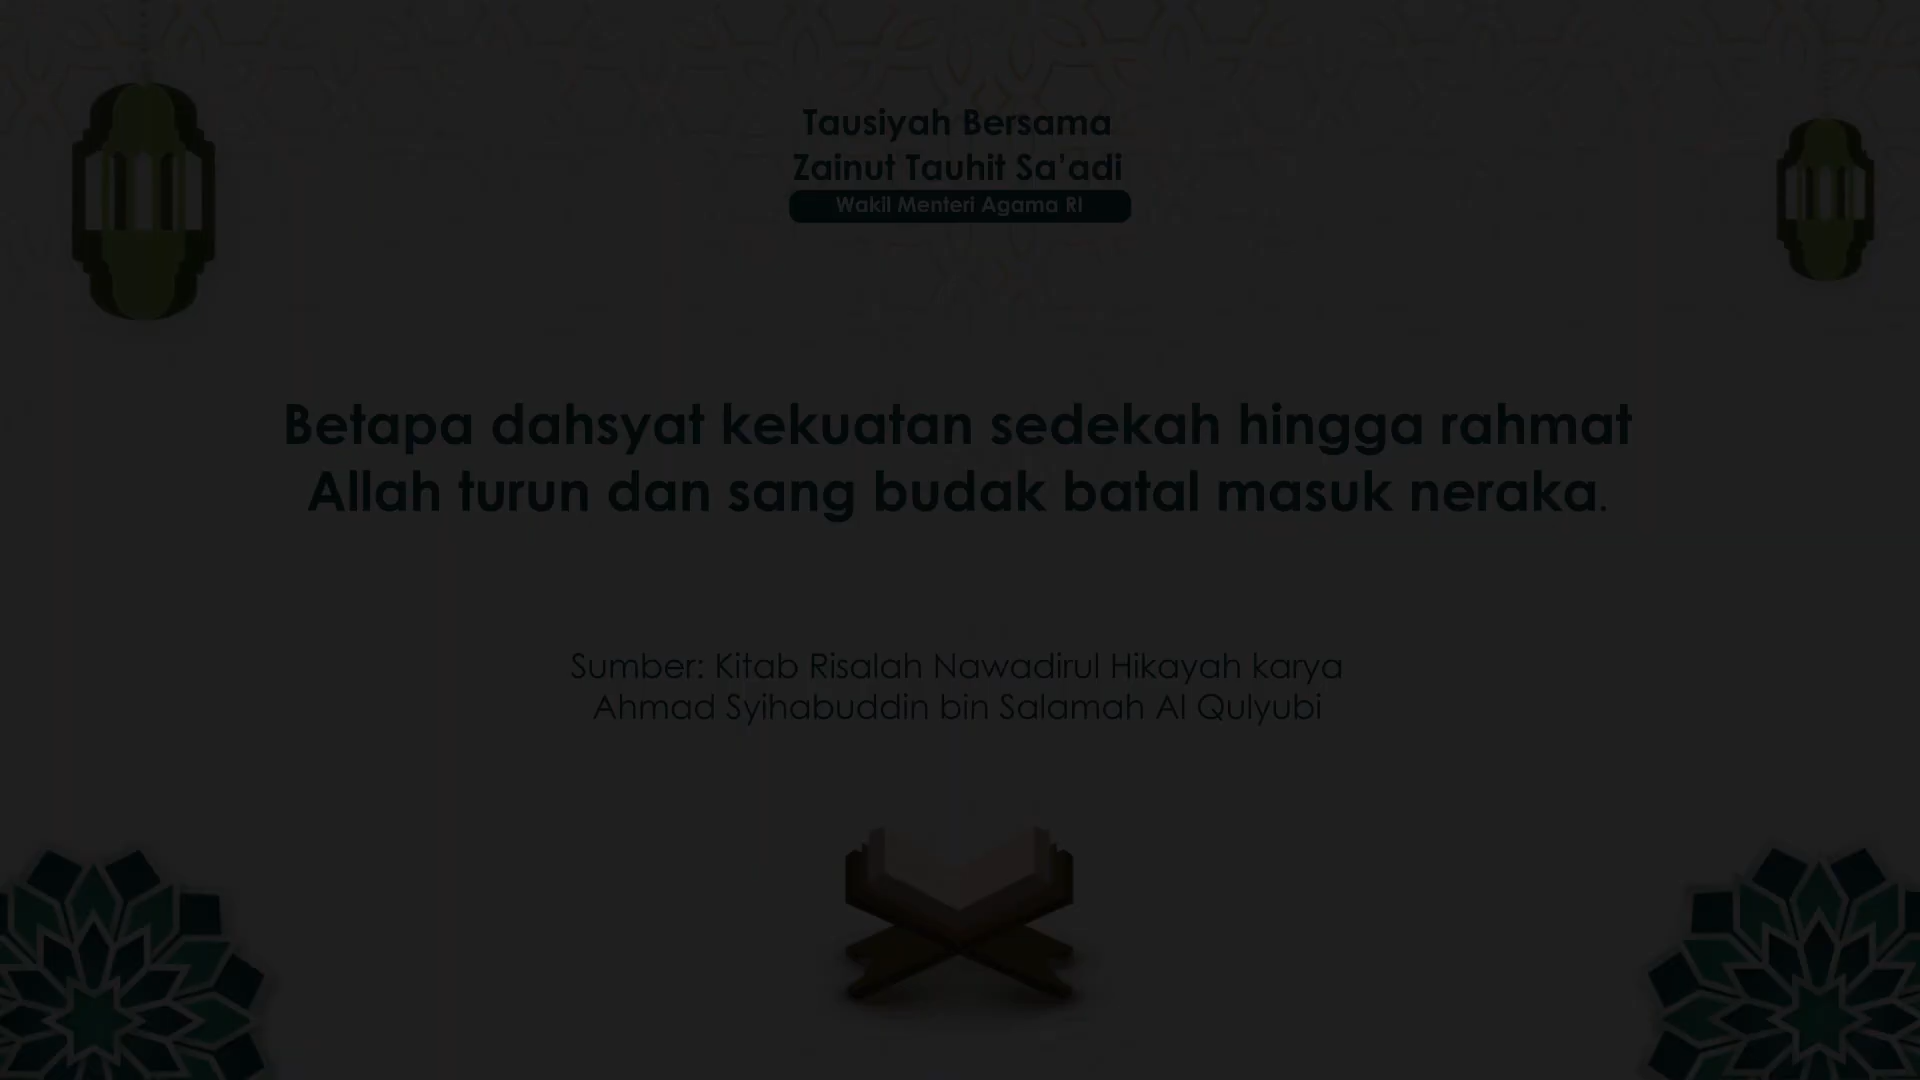 Tausiyah Bersama
Zainut Tauhit Sa’adi
Wakil Menteri Agama RI
Betapa dahsyat kekuatan sedekah hingga rahmat
Allah turun dan sang budak batal masuk neraka.
Sumber: Kitab Risalah Nawadirul Hikayah karya
Ahmad Syihabuddin bin Salamah Al Qulyubi